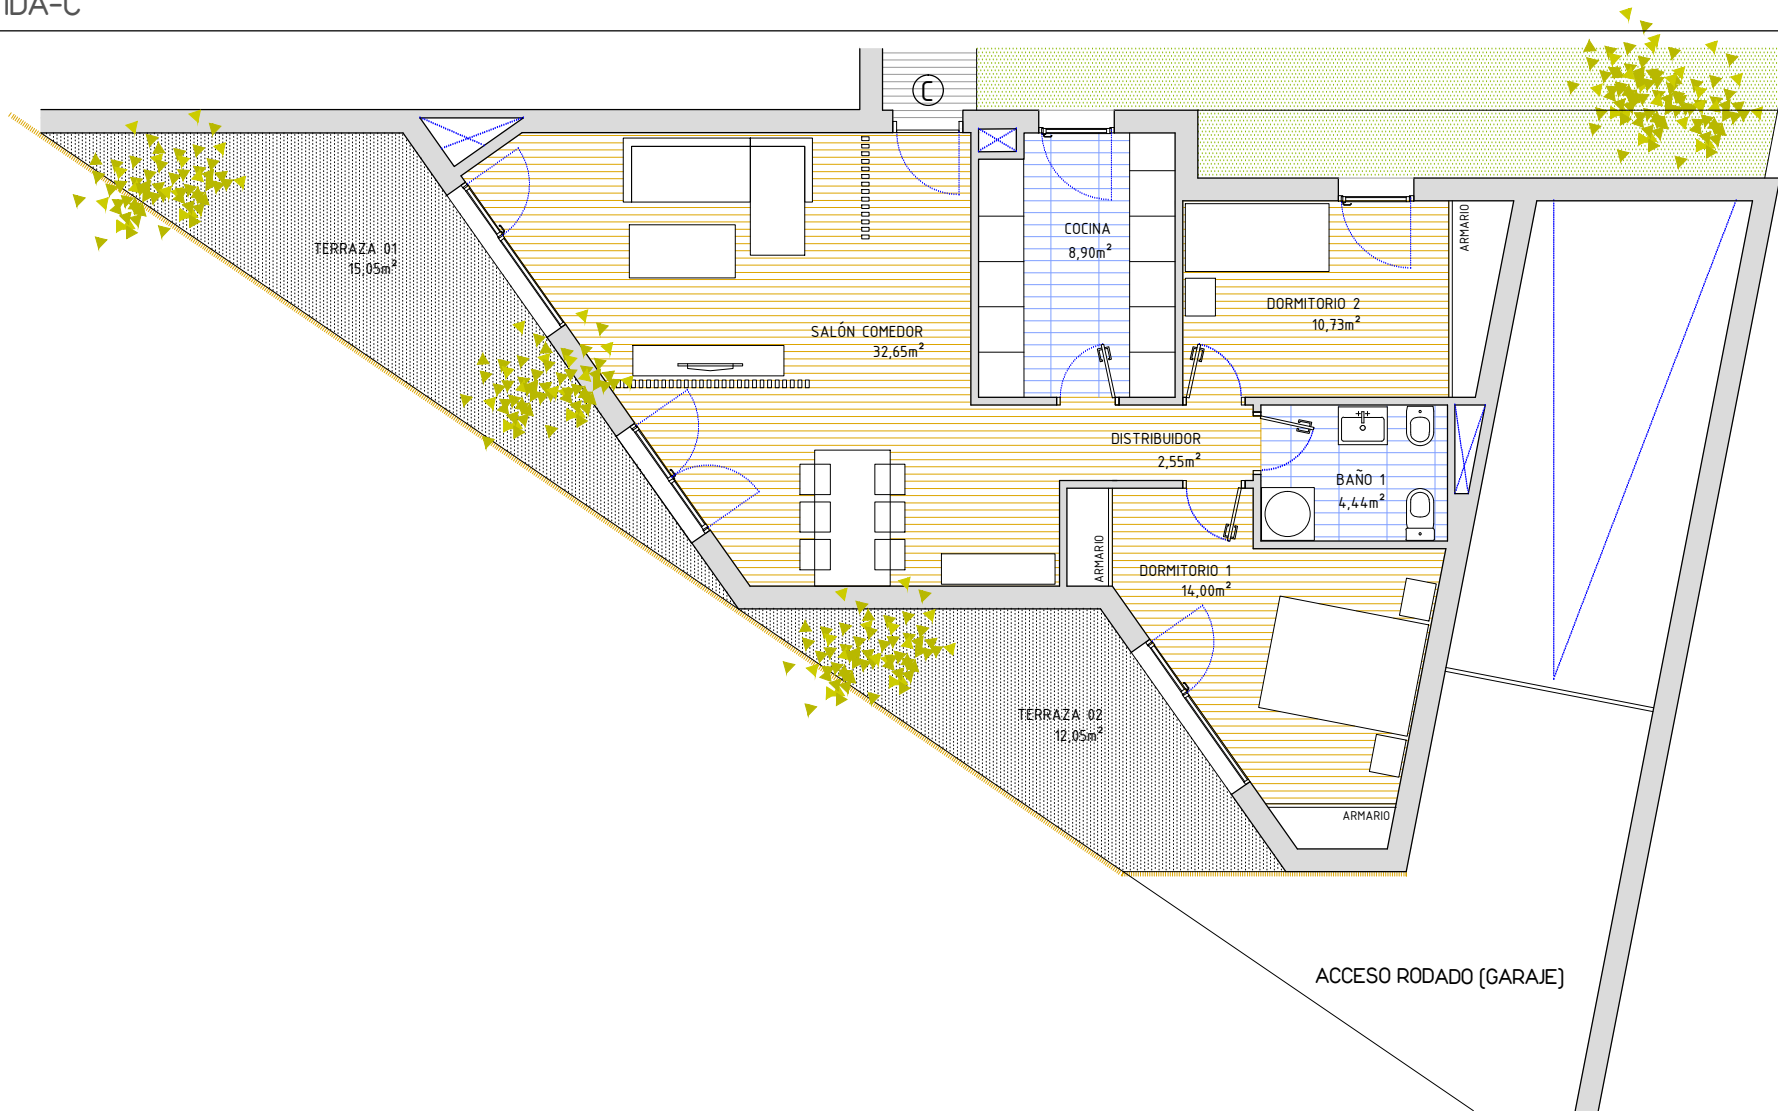 IDA-C
C
TERRAZA 01
15,05m²
SALÓN COMEDOR
32,65m²
COCINA
8,90m²
DORMITORIO 2
10,73m²
ARMARIO
DISTRIBUIDOR
2,55m²
BAÑO 1
4,44m²
ARMARIO
DORMITORIO 1
14,00m²
TERRAZA 02
12,05m²
ARMARIO
ACCESO RODADO (GARAJE)